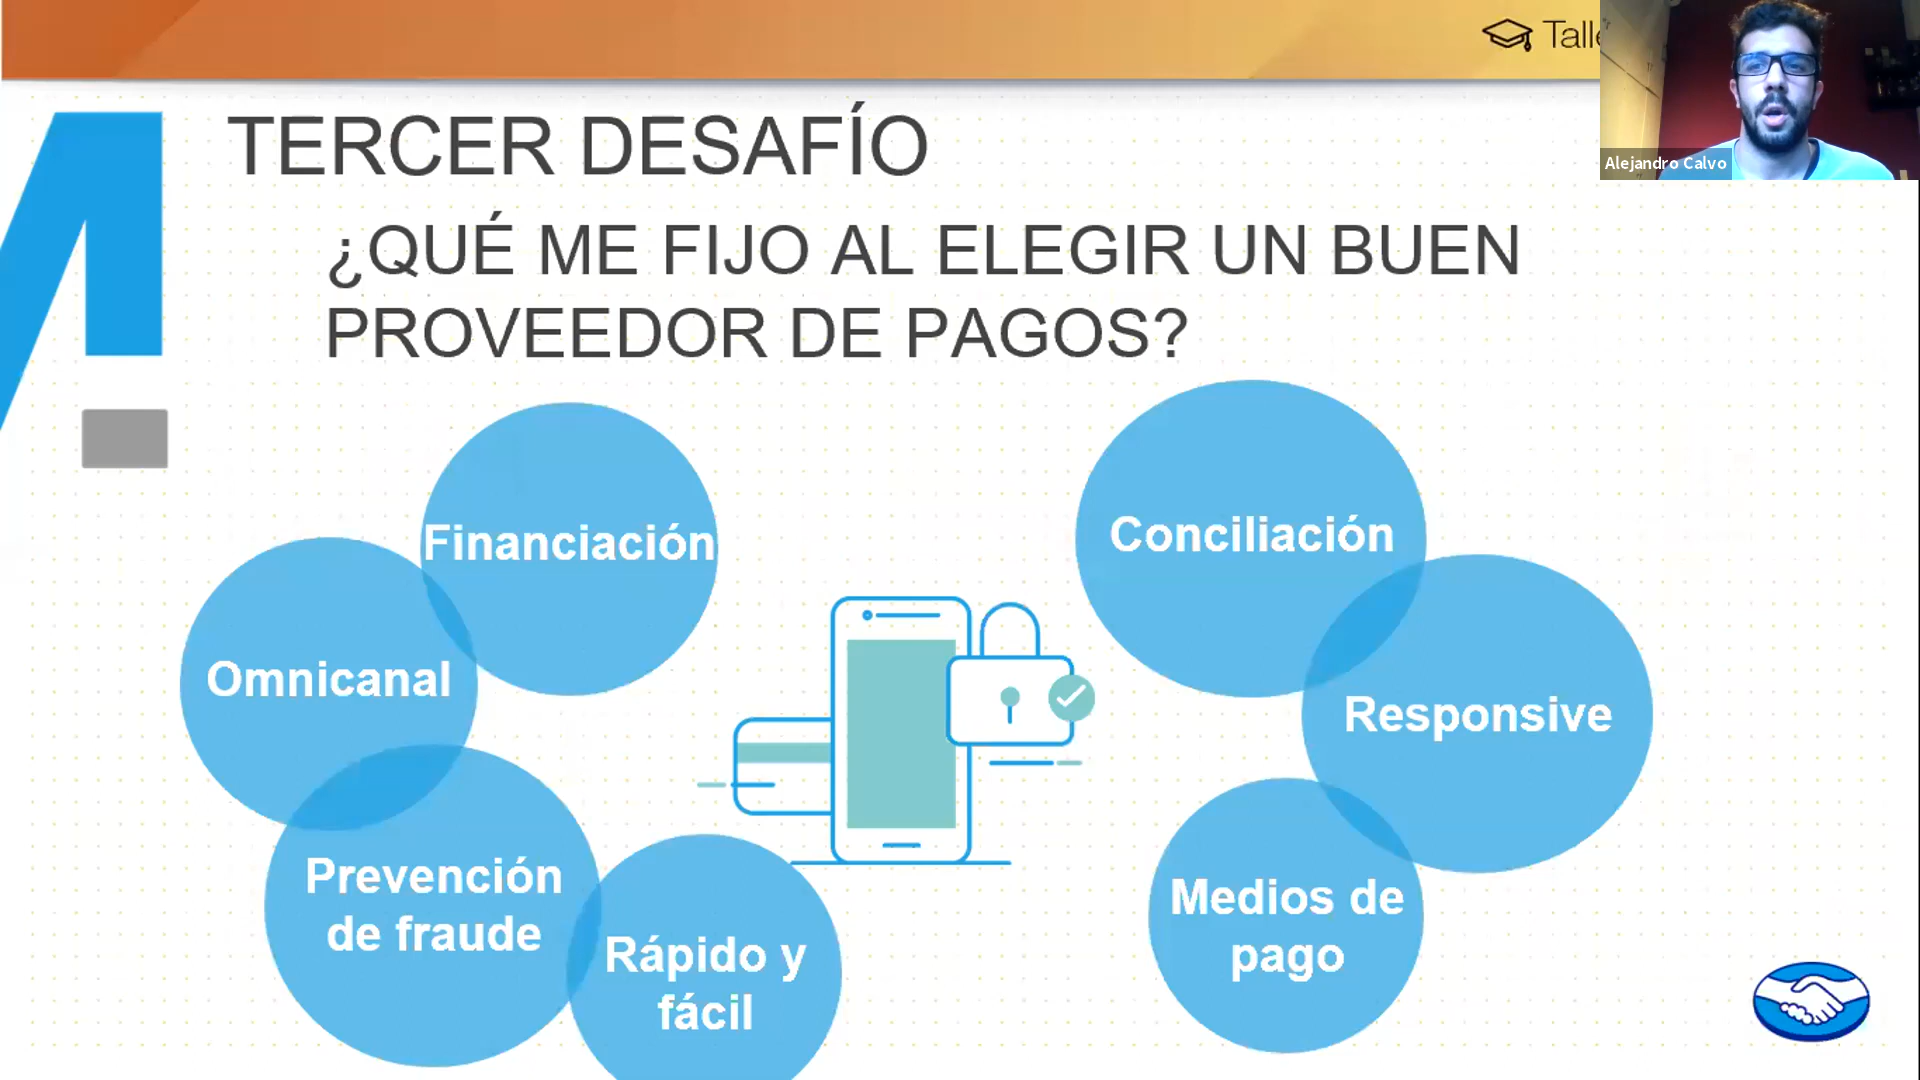 Alejandro Calvo
TERCER DESAFÍO
¿QUÉ ME FIJO AL ELEGIR UN BUEN
PROVEEDOR DE PAGOS?
Financiación
Omnicanal
Prevención
de fraude
Rápido y
fácil
Conciliación
Responsive
Medios de
pago